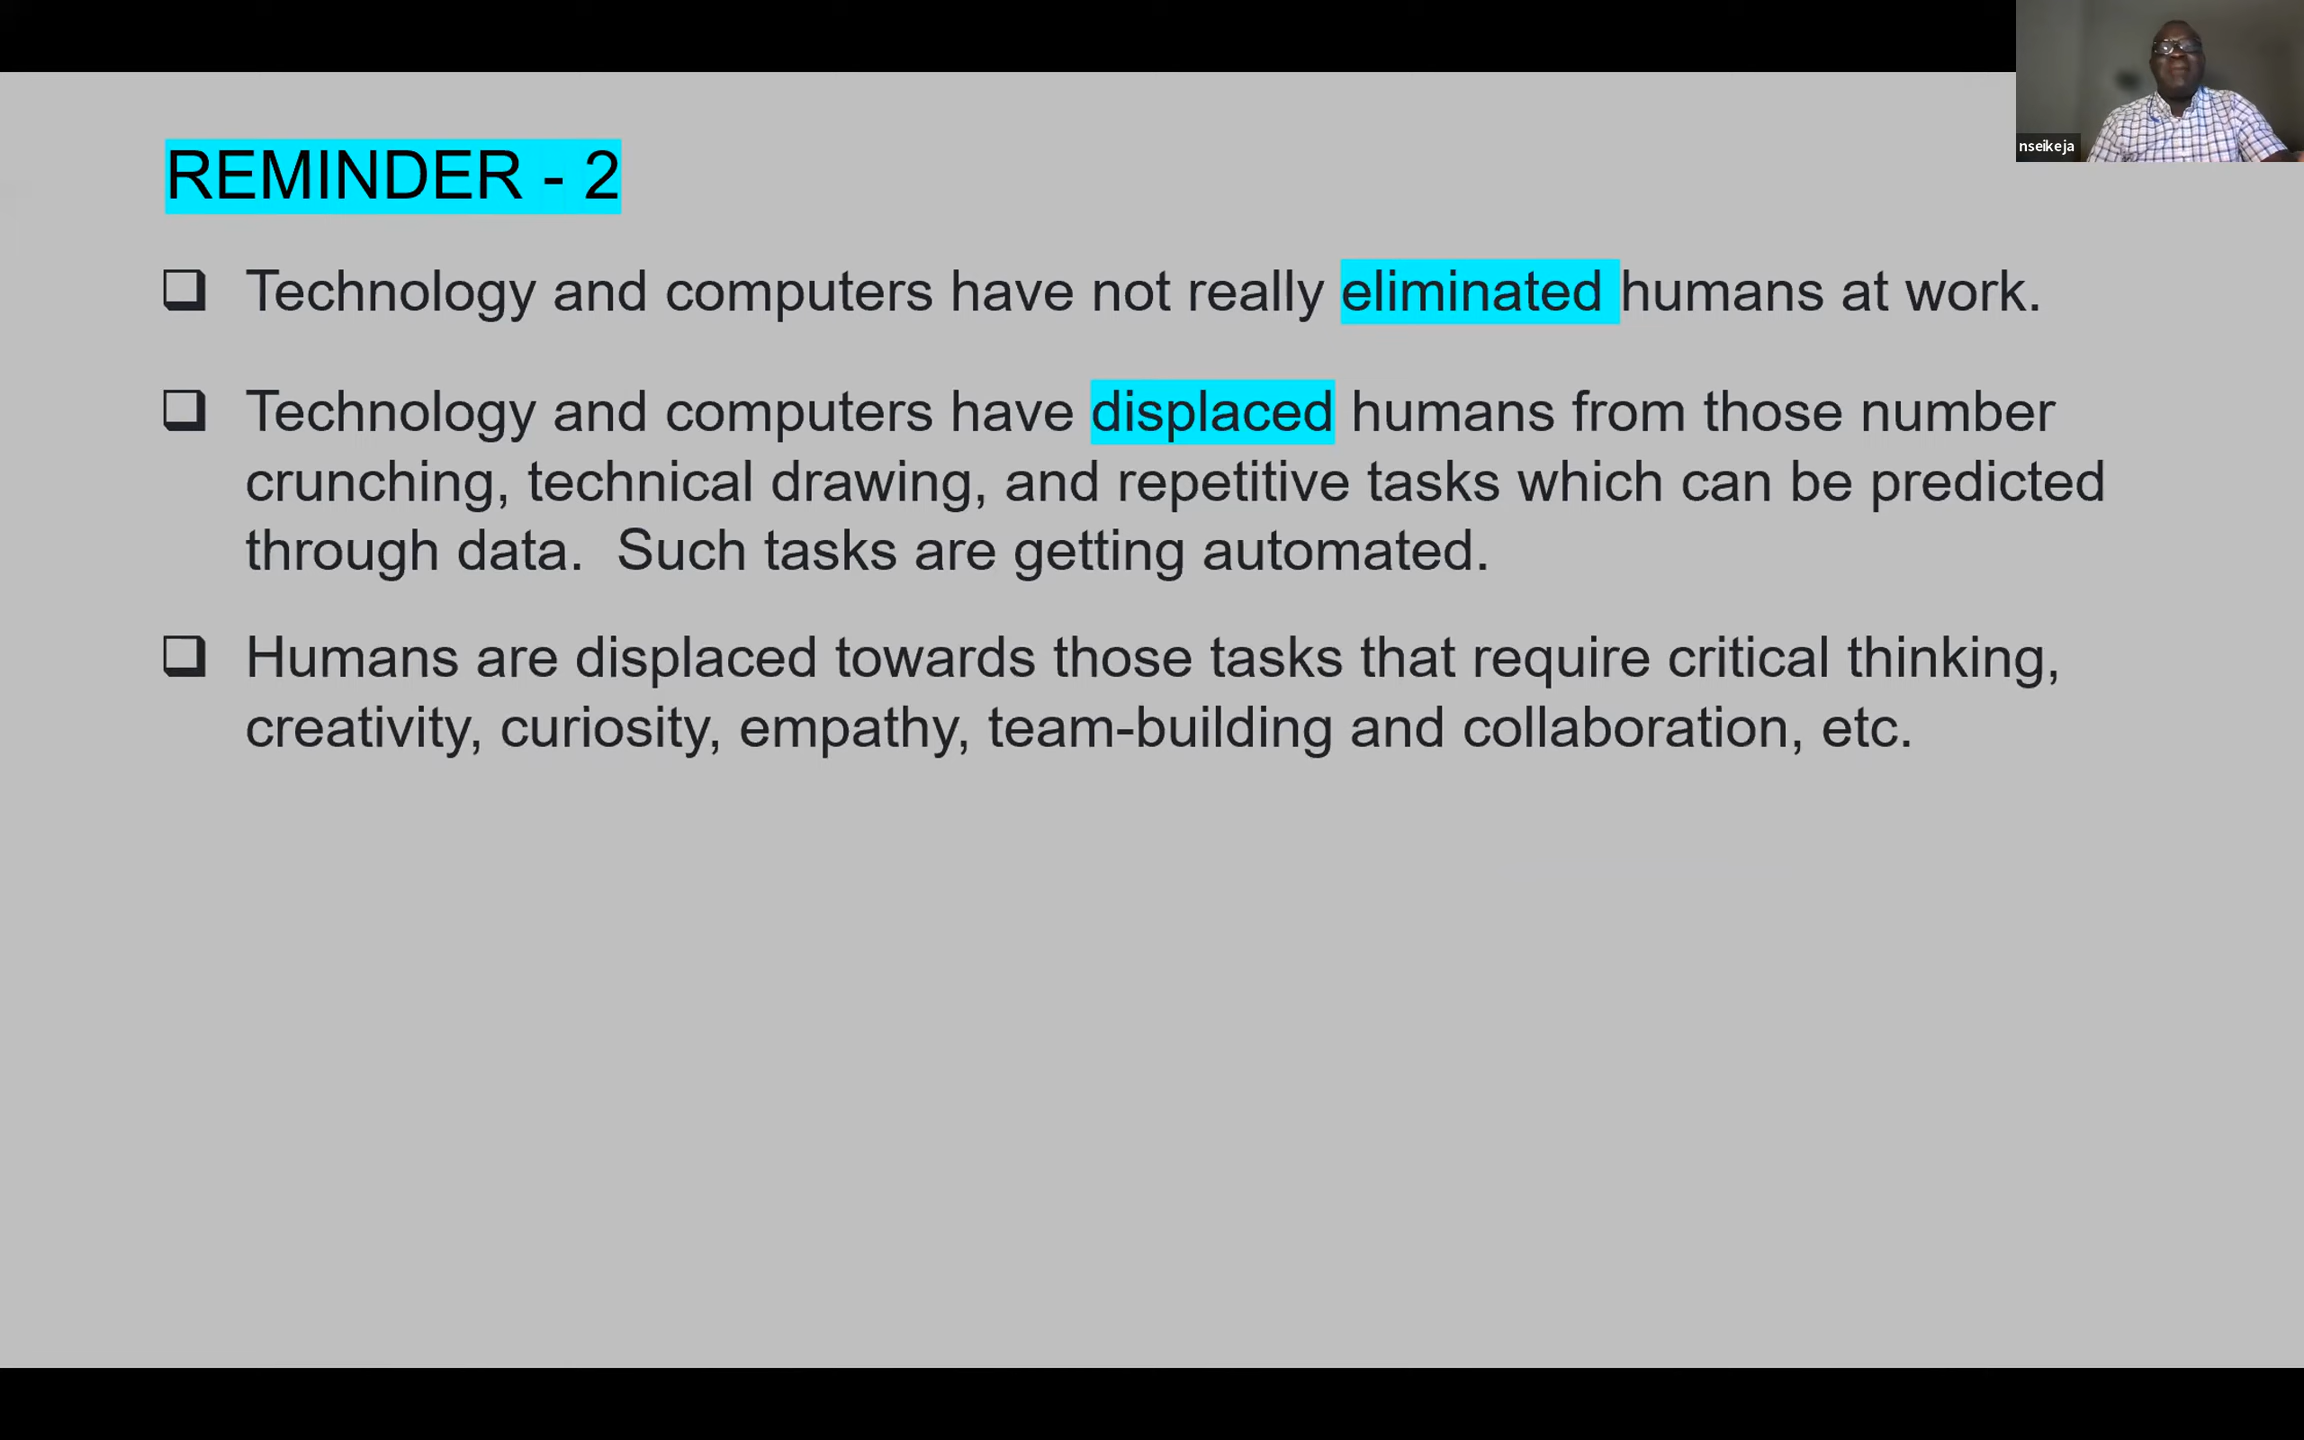 nseikeja
REMINDER - 2
Technology and computers have not really eliminated humans at work.
Technology and computers have displaced humans from those number
crunching, technical drawing, and repetitive tasks which can be predicted
through data. Such tasks are getting automated.
Humans are displaced towards those tasks that require critical thinking,
creativity, curiosity, empathy, team-building and collaboration, etc.